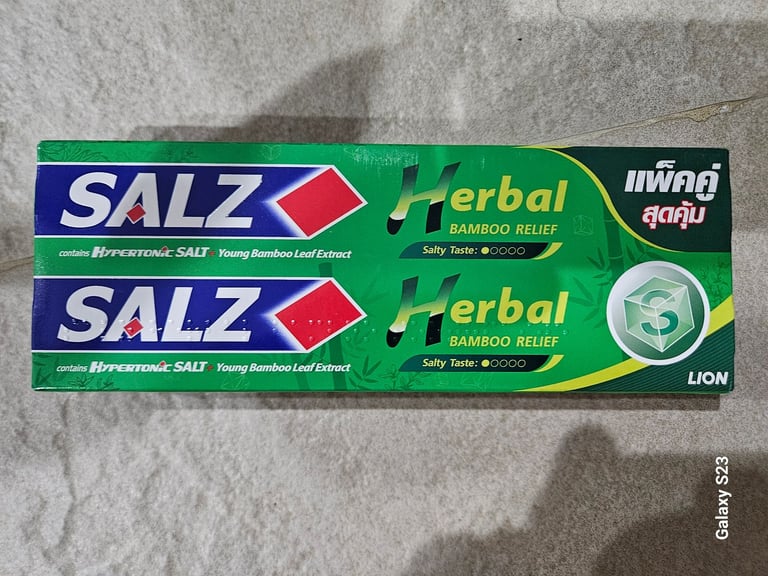 SALZ
Herbal
BAMBOO RELIEF
contains HYPERTONIC SALT + Young Bamboo Leaf Extract
Salty Taste:
SALZ
Herbal
BAMBOO RELIEF
contains HYPERTONIC SALT + Young Bamboo Leaf Extract
Salty Taste:
แพ็คคู่
สุดคุ้ม
S
LION
Galaxy S23